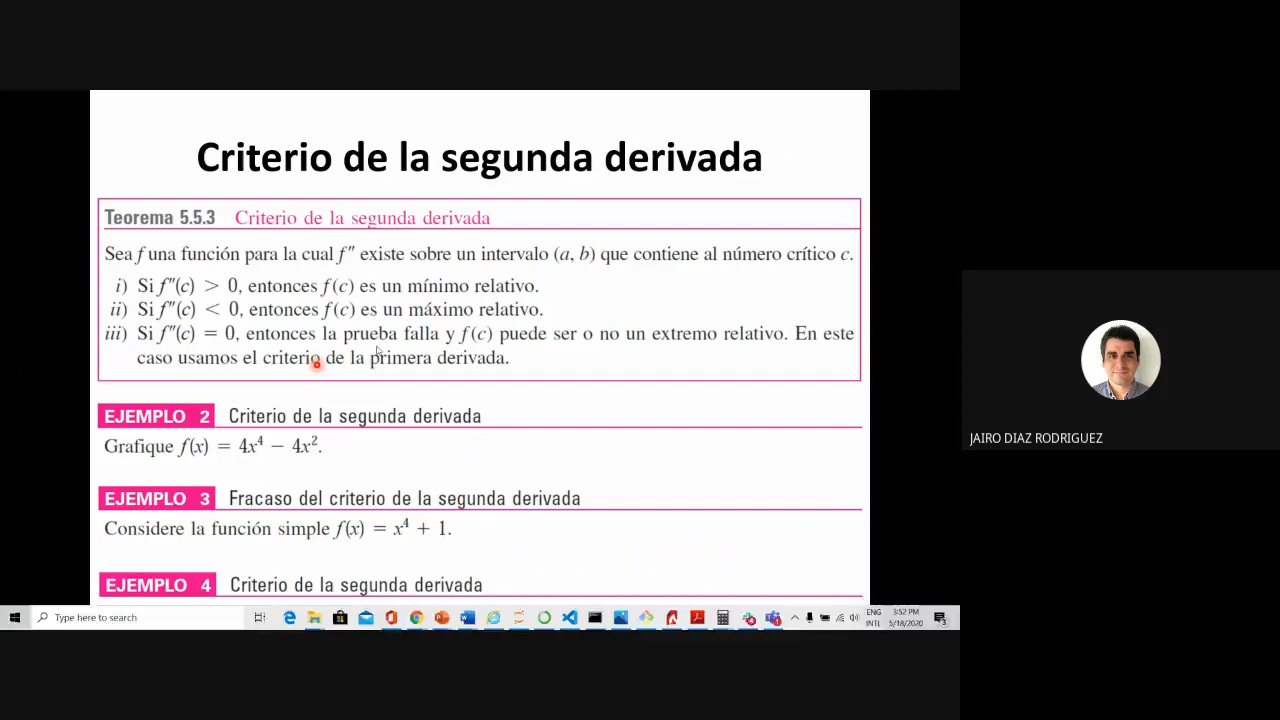 Criterio de la segunda derivada
Teorema 5.5.3 Criterio de la segunda derivada
Sea f una función para la cual f″ existe sobre un intervalo (a, b) que contiene al número crítico c.
i) Si f″(c) > 0, entonces f(c) es un mínimo relativo.
ii) Si f″(c) < 0, entonces f(c) es un máximo relativo.
iii) Si f″(c) = 0, entonces la prueba falla y f(c) puede ser o no un extremo relativo. En este
caso usamos el criterio de la primera derivada.
EJEMPLO 2 Criterio de la segunda derivada
Grafique f(x) = 4x⁴ − 4x².
EJEMPLO 3 Fracaso del criterio de la segunda derivada
Considere la función simple f(x) = x⁴ + 1.
EJEMPLO 4 Criterio de la segunda derivada
JAIRO DIAZ RODRIGUEZ
Type here to search
ENG
INTL
3:52 PM
5/18/2020
3